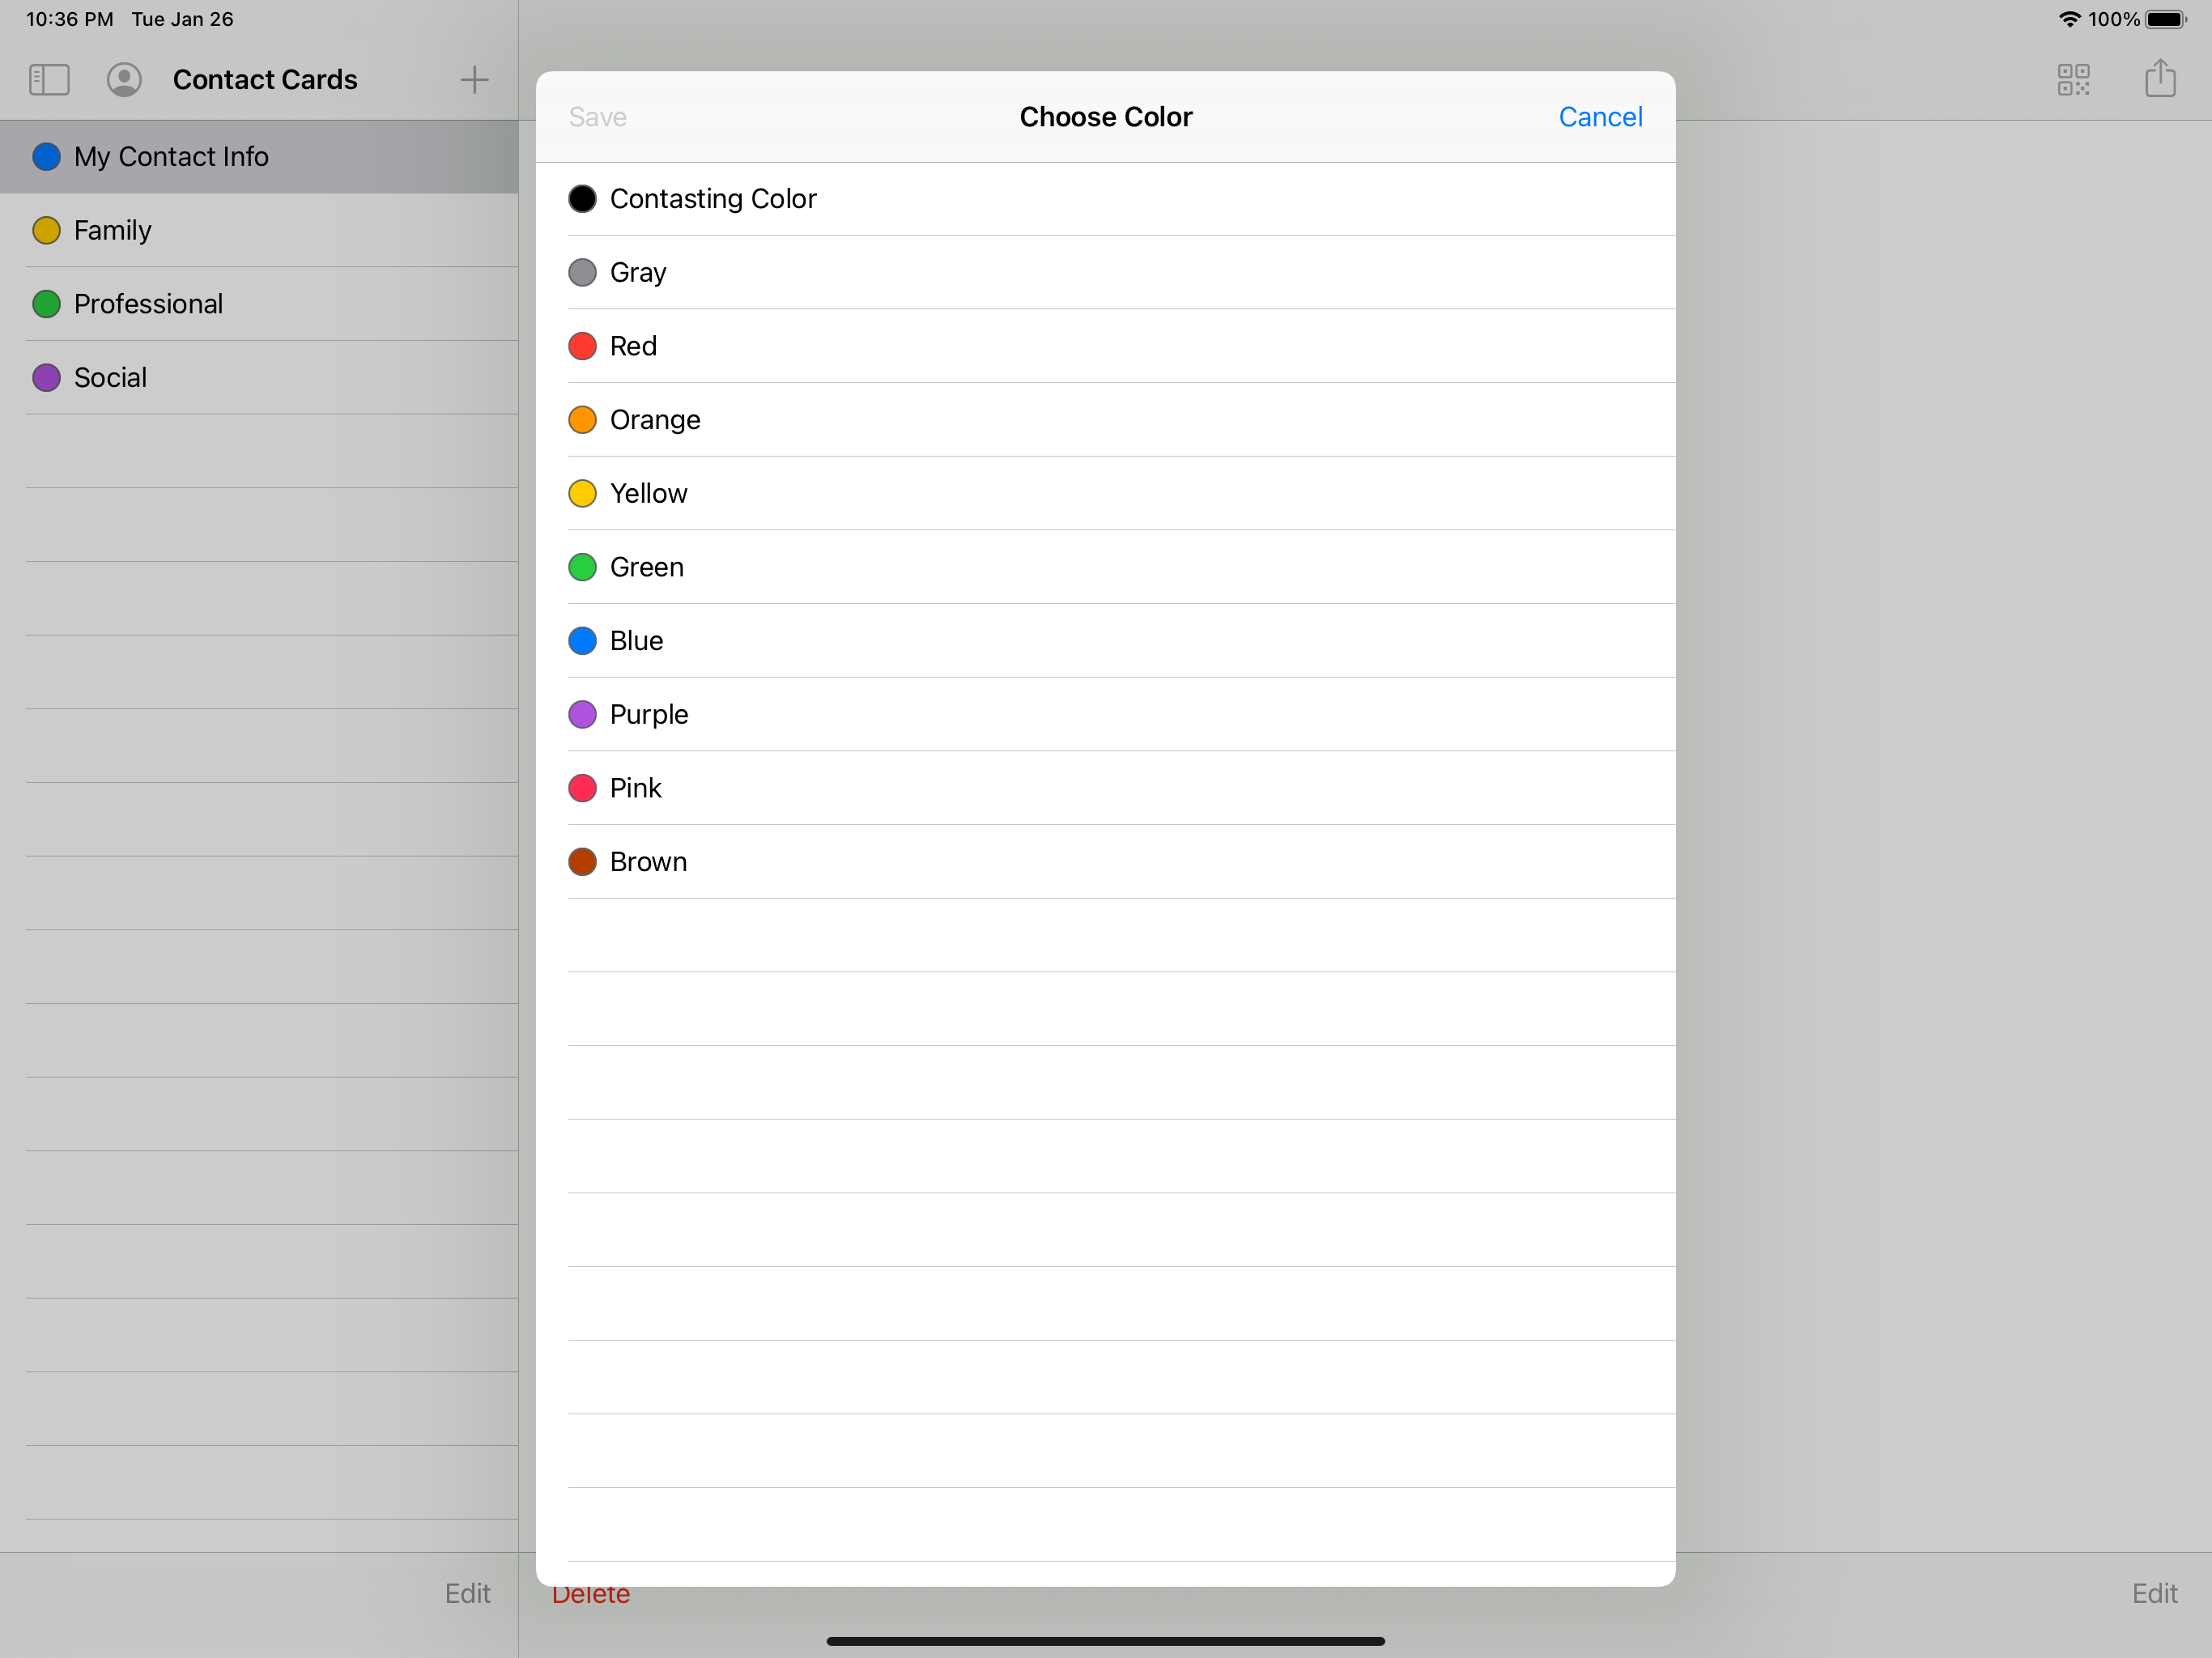 10:36 PM Tue Jan 26
100%
Contact Cards
My Contact Info
Family
Professional
Social
Edit
Save
Choose Color
Cancel
Contasting Color
Gray
Red
Orange
Yellow
Green
Blue
Purple
Pink
Brown
Delete
Edit